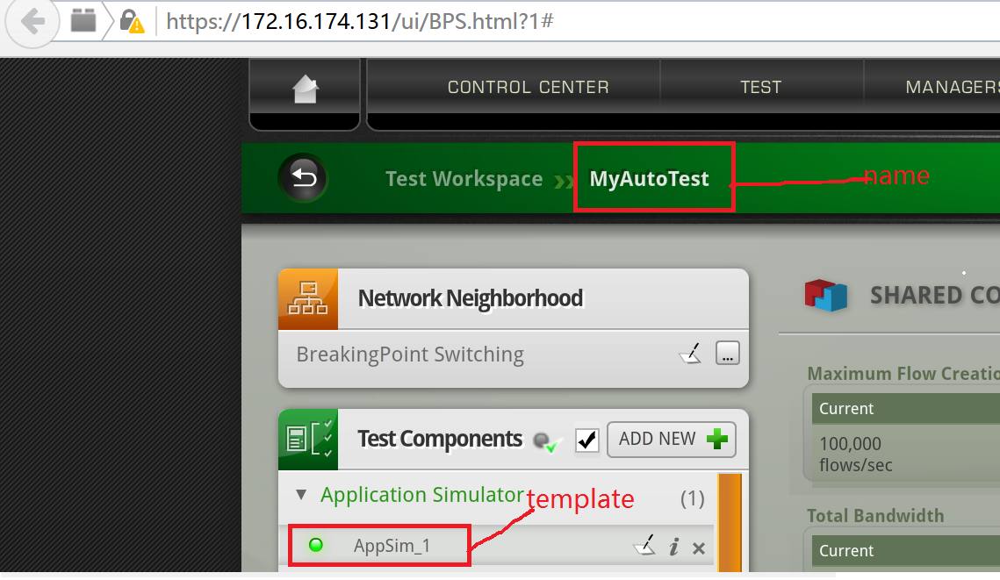 https://172.16.174.131/ui/BPS.html?1#
CONTROL CENTER TEST MANAGERS
Test Workspace >> MyAutoTest name
Network Neighborhood
SHARED CO
BreakingPoint Switching ...
Maximum Flow Creatio
Current
Test Components ADD NEW
100,000
flows/sec
Application Simulator template (1)
Total Bandwidth
AppSim_1 i ×
Current